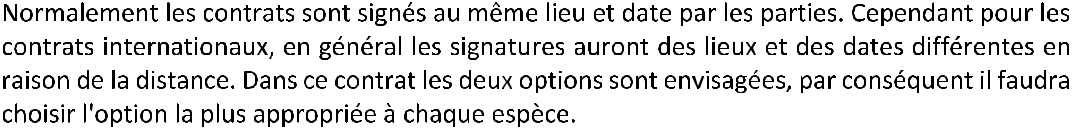 Normalement les contrats sont signés au même lieu et date par les parties. Cependant pour les
contrats internationaux, en général les signatures auront des lieux et des dates différentes en
raison de la distance. Dans ce contrat les deux options sont envisagées, par conséquent il faudra
choisir l'option la plus appropriée à chaque espèce.